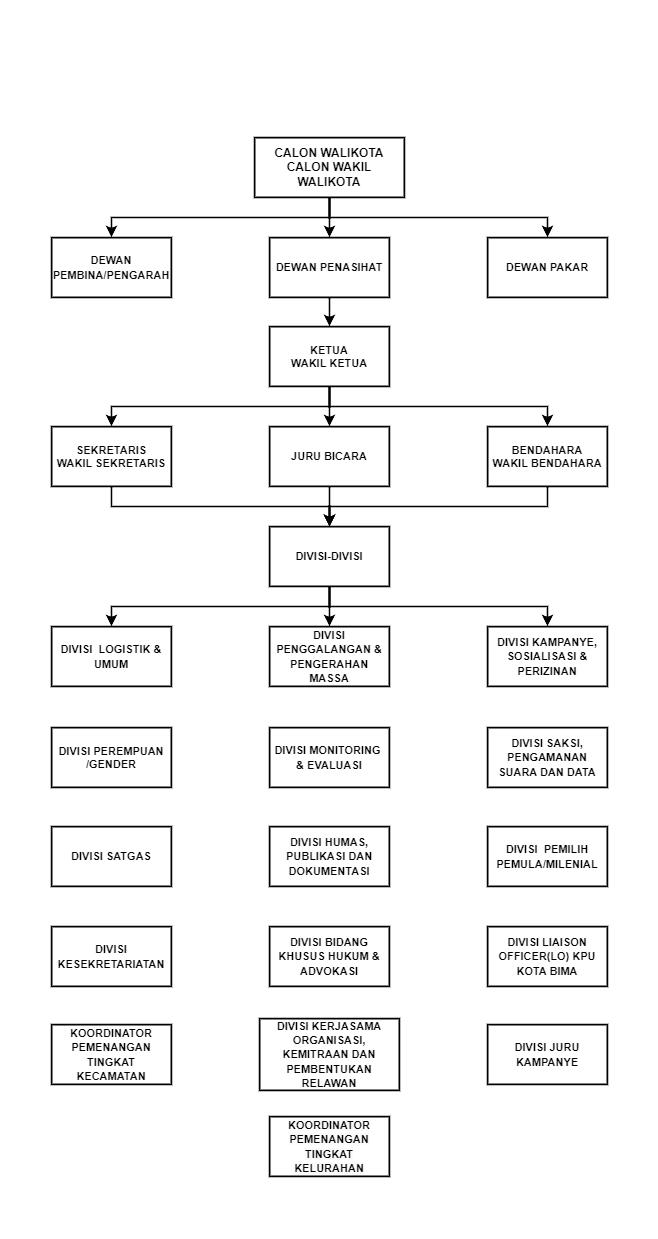 CALON WALIKOTA
CALON WAKIL
WALIKOTA
DEWAN
PEMBINA/PENGARAH
DEWAN PENASIHAT
DEWAN PAKAR
KETUA
WAKIL KETUA
SEKRETARIS
WAKIL SEKRETARIS
JURU BICARA
BENDAHARA
WAKIL BENDAHARA
DIVISI-DIVISI
DIVISI LOGISTIK &
UMUM
DIVISI
PENGGALANGAN &
PENGERAHAN
MASSA
DIVISI KAMPANYE,
SOSIALISASI &
PERIZINAN
DIVISI PEREMPUAN
/GENDER
DIVISI MONITORING
& EVALUASI
DIVISI SAKSI,
PENGAMANAN
SUARA DAN DATA
DIVISI SATGAS
DIVISI HUMAS,
PUBLIKASI DAN
DOKUMENTASI
DIVISI PEMILIH
PEMULA/MILENIAL
DIVISI
KESEKRETARIATAN
DIVISI BIDANG
KHUSUS HUKUM &
ADVOKASI
DIVISI LIAISON
OFFICER(LO) KPU
KOTA BIMA
KOORDINATOR
PEMENANGAN
TINGKAT
KECAMATAN
DIVISI KERJASAMA
ORGANISASI,
KEMITRAAN DAN
PEMBENTUKAN
RELAWAN
DIVISI JURU
KAMPANYE
KOORDINATOR
PEMENANGAN
TINGKAT
KELURAHAN